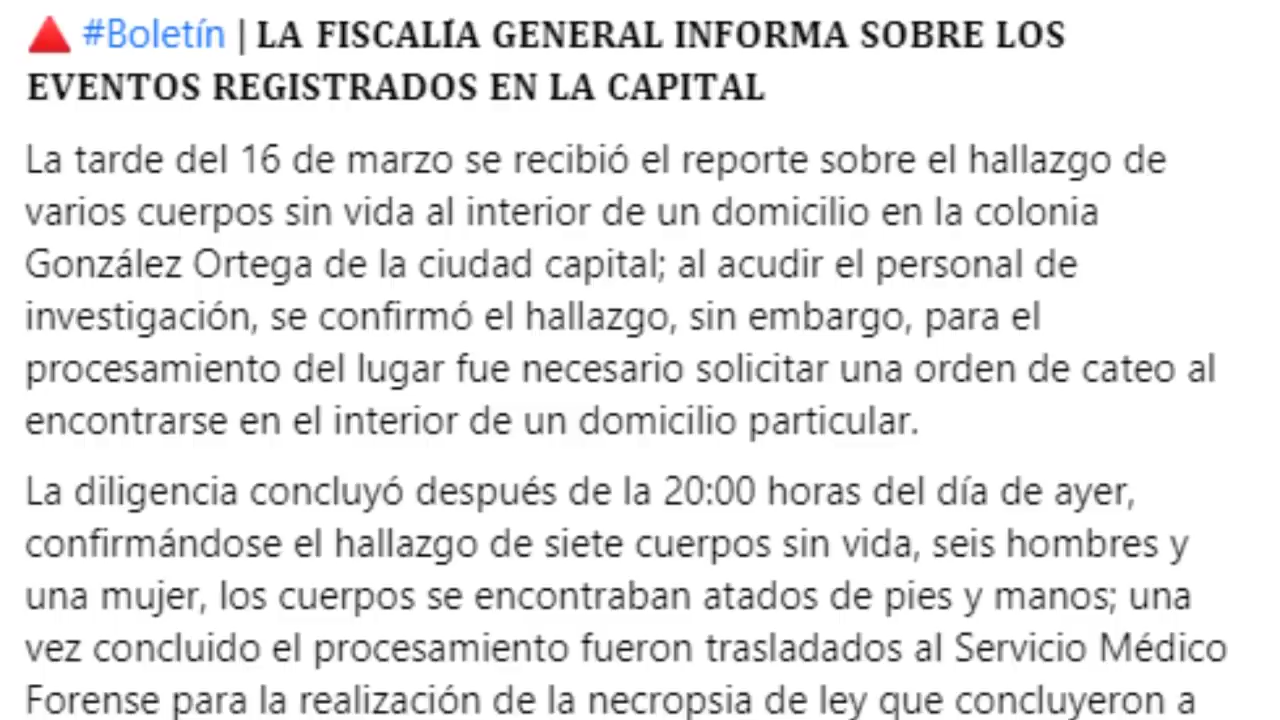 🔺 #Boletín | LA FISCALÍA GENERAL INFORMA SOBRE LOS
EVENTOS REGISTRADOS EN LA CAPITAL
La tarde del 16 de marzo se recibió el reporte sobre el hallazgo de
varios cuerpos sin vida al interior de un domicilio en la colonia
González Ortega de la ciudad capital; al acudir el personal de
investigación, se confirmó el hallazgo, sin embargo, para el
procesamiento del lugar fue necesario solicitar una orden de cateo al
encontrarse en el interior de un domicilio particular.
La diligencia concluyó después de la 20:00 horas del día de ayer,
confirmándose el hallazgo de siete cuerpos sin vida, seis hombres y
una mujer, los cuerpos se encontraban atados de pies y manos; una
vez concluido el procesamiento fueron trasladados al Servicio Médico
Forense para la realización de la necropsia de ley que concluyeron a